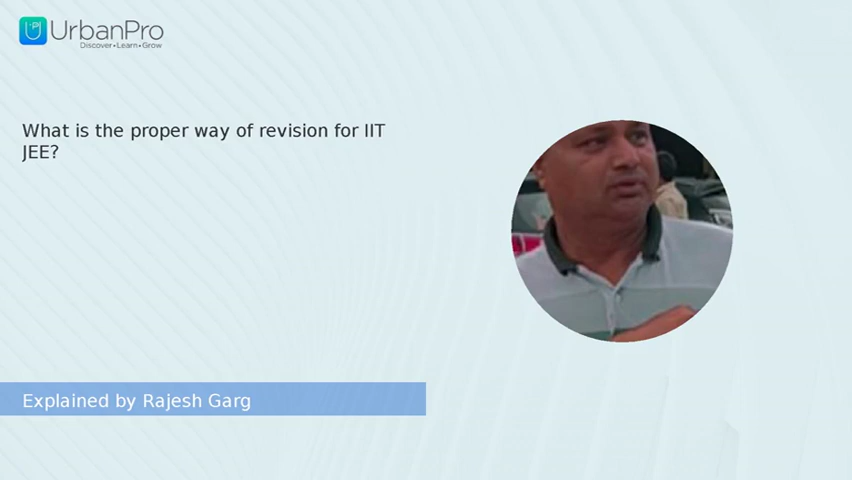 UrbanPro
Discover•Learn•Grow
What is the proper way of revision for IIT
JEE?
Explained by Rajesh Garg